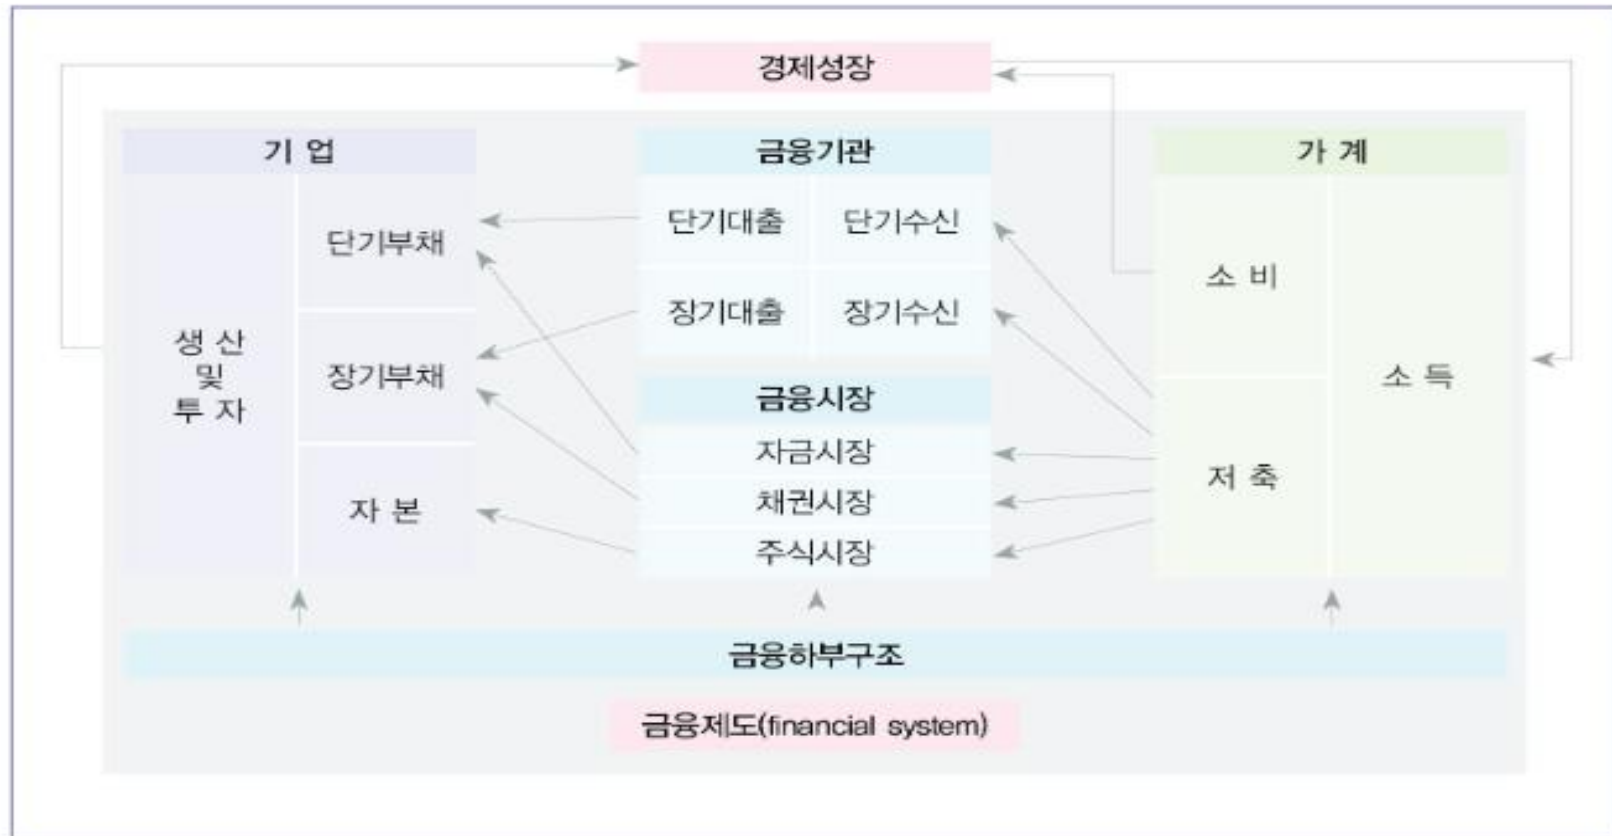 경제성장
기 업
금융기관
가 계
생 산
및
투 자
단기부채
장기부채
자 본
단기대출
단기수신
장기대출
장기수신
금융시장
자금시장
채권시장
주식시장
소 비
저 축
소 득
금융하부구조
금융제도(financial system)